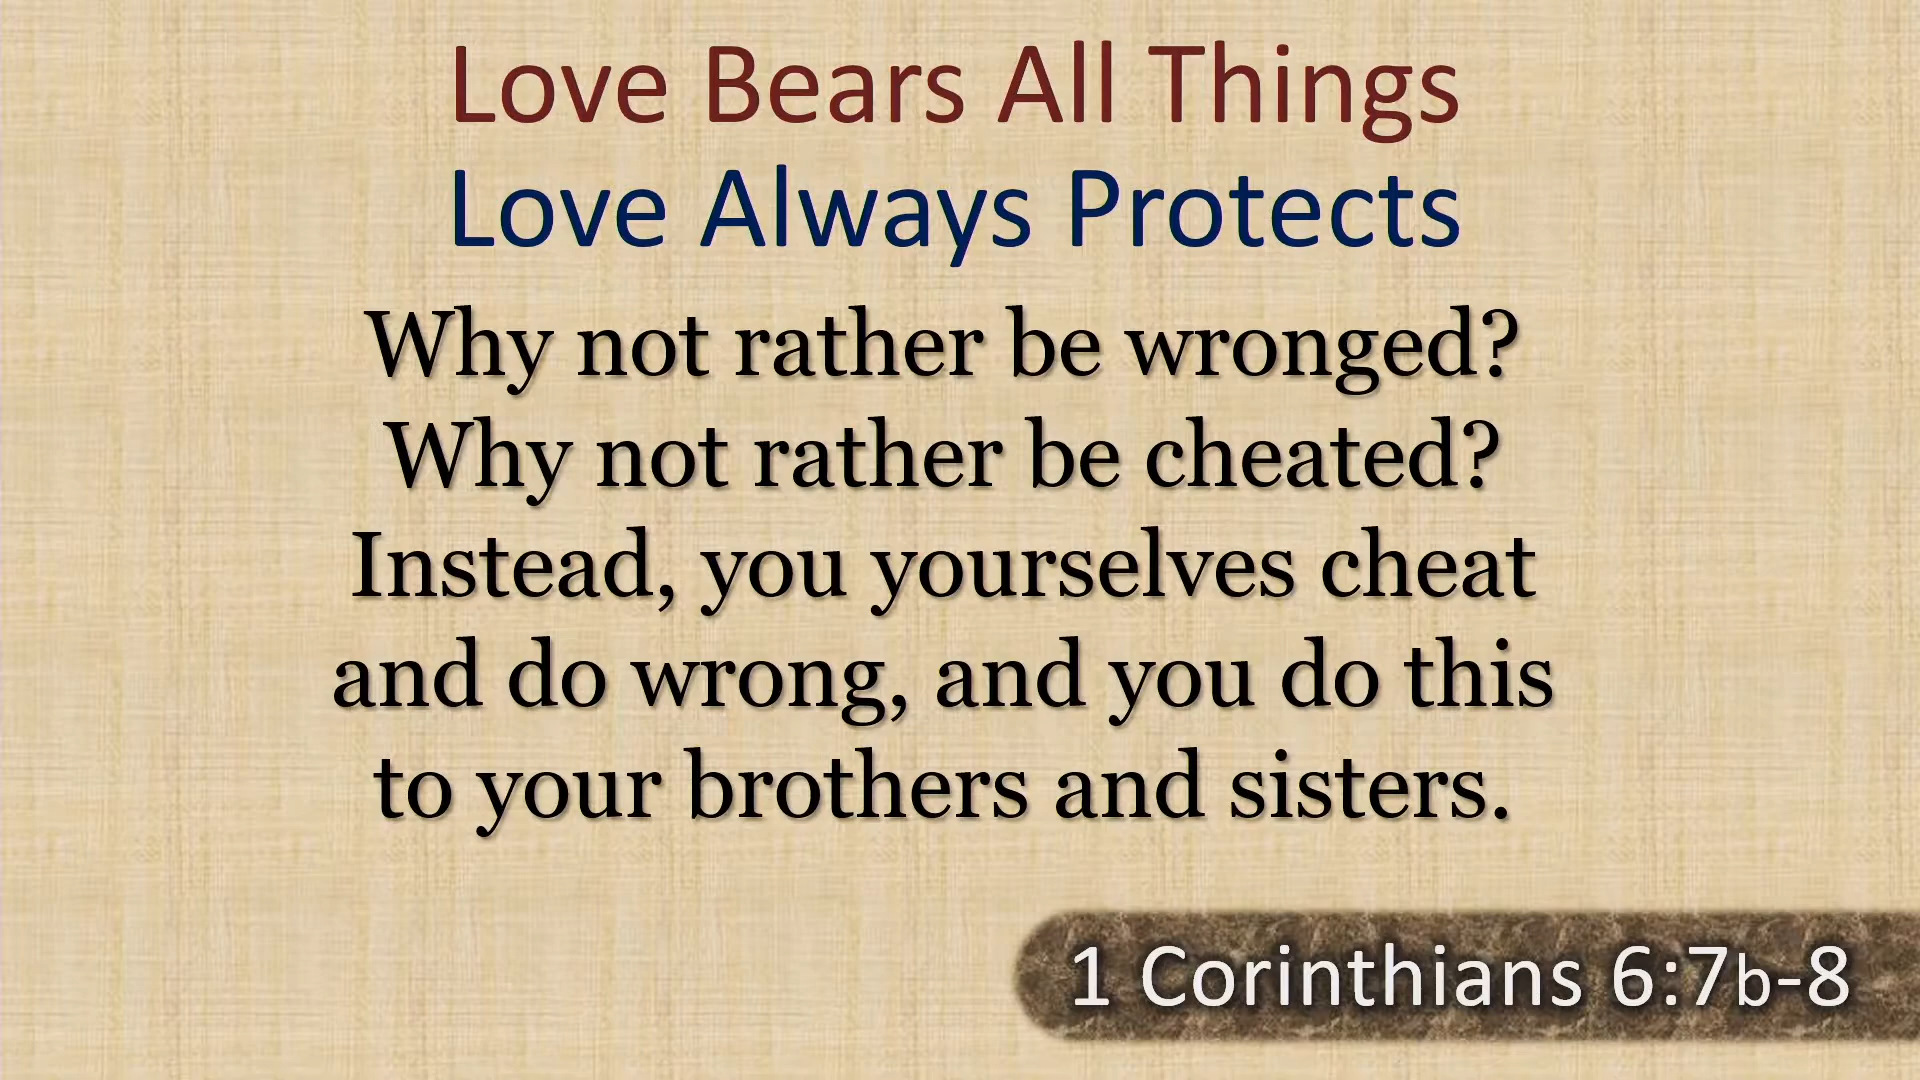 Love Bears All Things
Love Always Protects
Why not rather be wronged?
Why not rather be cheated?
Instead, you yourselves cheat
and do wrong, and you do this
to your brothers and sisters.
1 Corinthians 6:7b-8